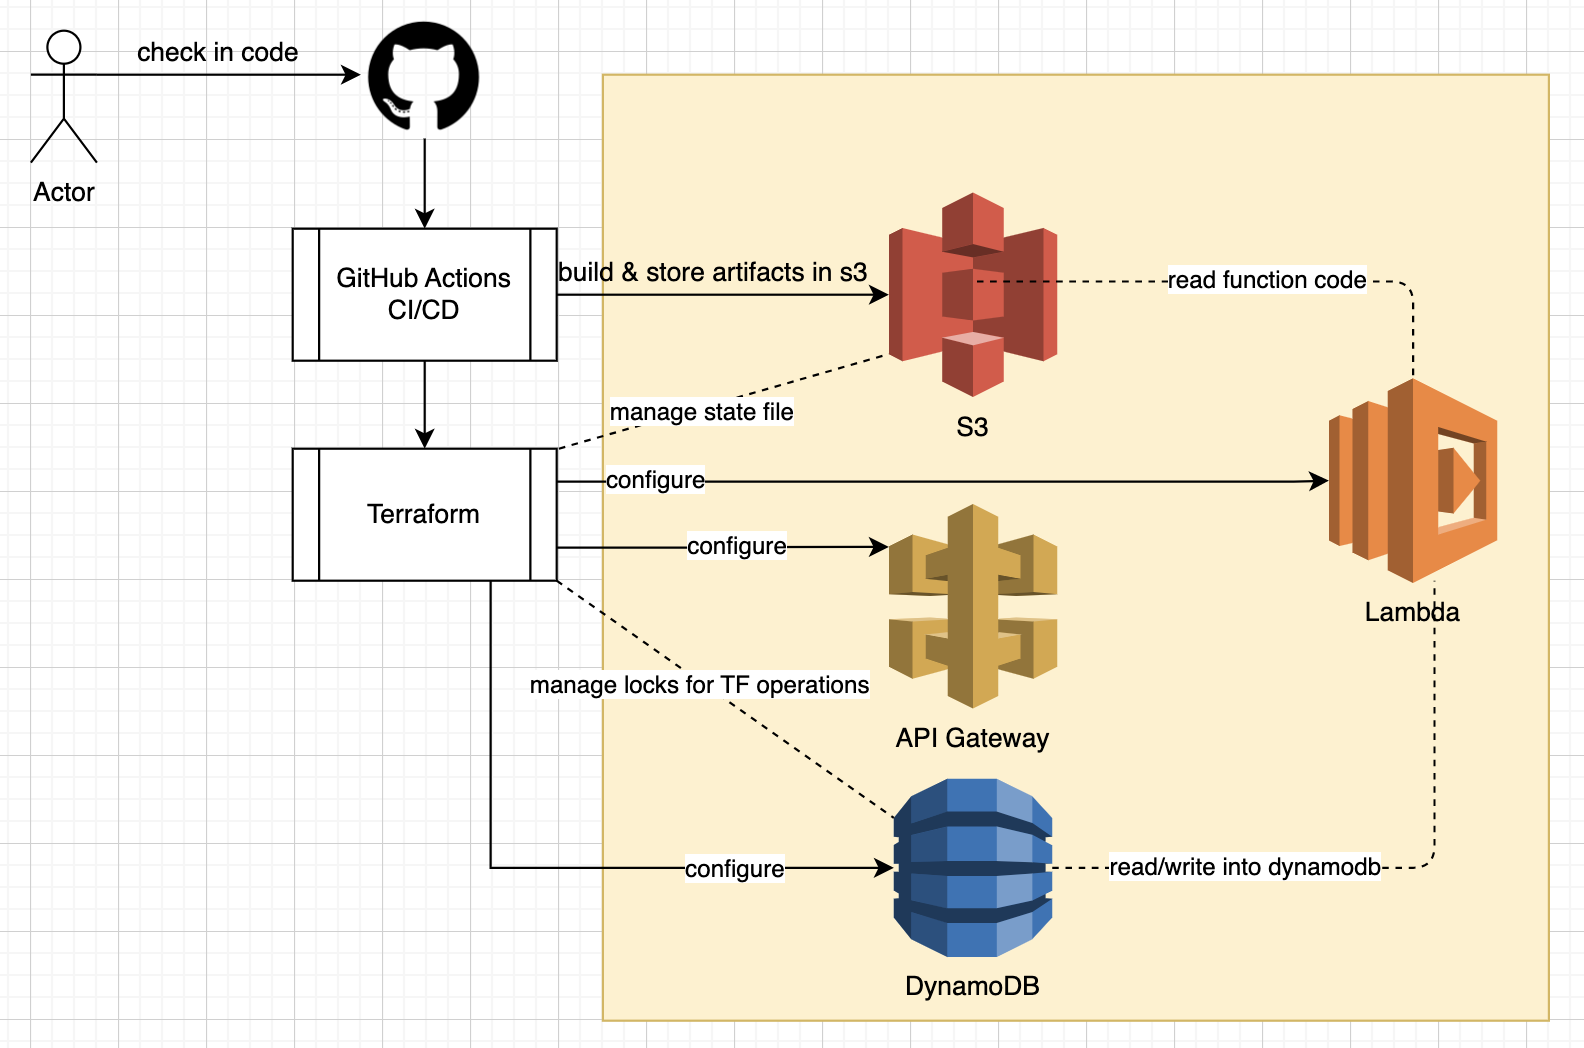 check in code
Actor
GitHub Actions
CI/CD
build & store artifacts in s3
read function code
manage state file
S3
configure
Terraform
configure
Lambda
manage locks for TF operations
API Gateway
configure
read/write into dynamodb
DynamoDB